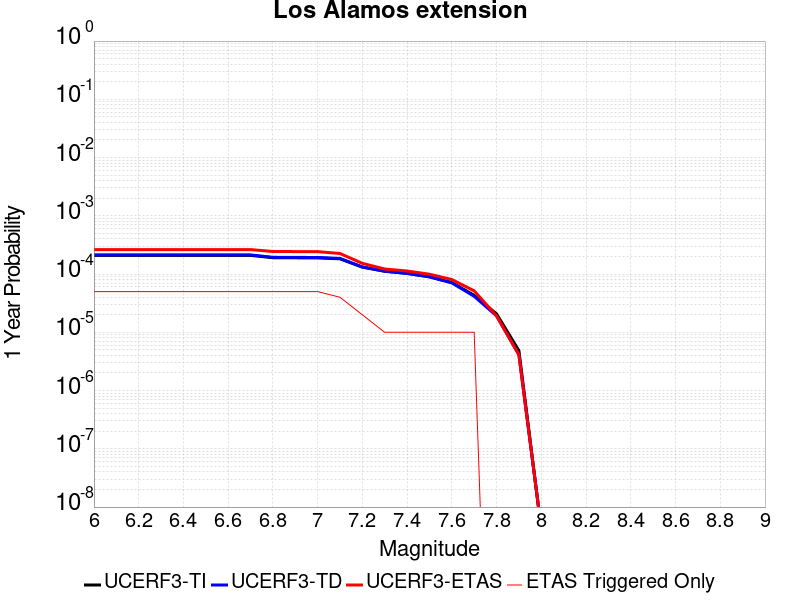 Los Alamos extension
10^0
10^-1
10^-2
10^-3
10^-4
10^-5
10^-6
10^-7
10^-8
1 Year Probability
6 6.2 6.4 6.6 6.8 7 7.2 7.4 7.6 7.8 8 8.2 8.4 8.6 8.8 9
Magnitude
UCERF3-TI UCERF3-TD UCERF3-ETAS ETAS Triggered Only